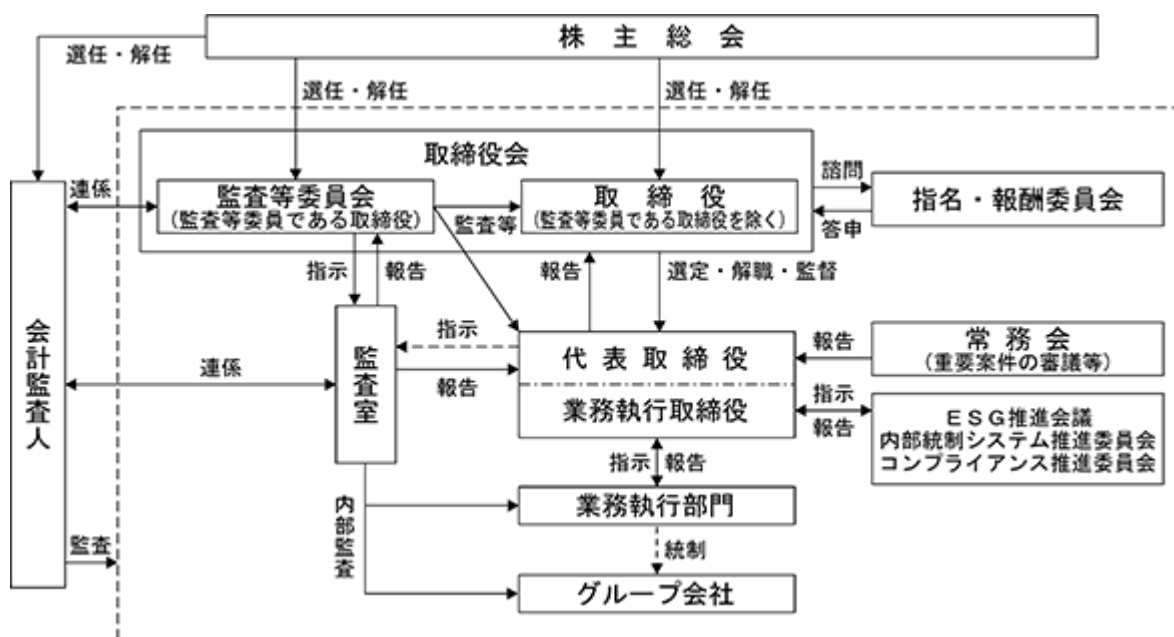 株主総会
選任・解任
選任・解任
選任・解任
取締役会
連係
監査等委員会
(監査等委員である取締役)
監査等
取締役
(監査等委員である取締役を除く)
諮問
答申
指名・報酬委員会
指示
報告
報告
選定・解職・監督
会計監査人
連係
監査室
指示
報告
代表取締役
業務執行取締役
報告
常務会
(重要案件の審議等)
指示
報告
ESG推進会議
内部統制システム推進委員会
コンプライアンス推進委員会
指示
報告
業務執行部門
内部監査
統制
監査
グループ会社